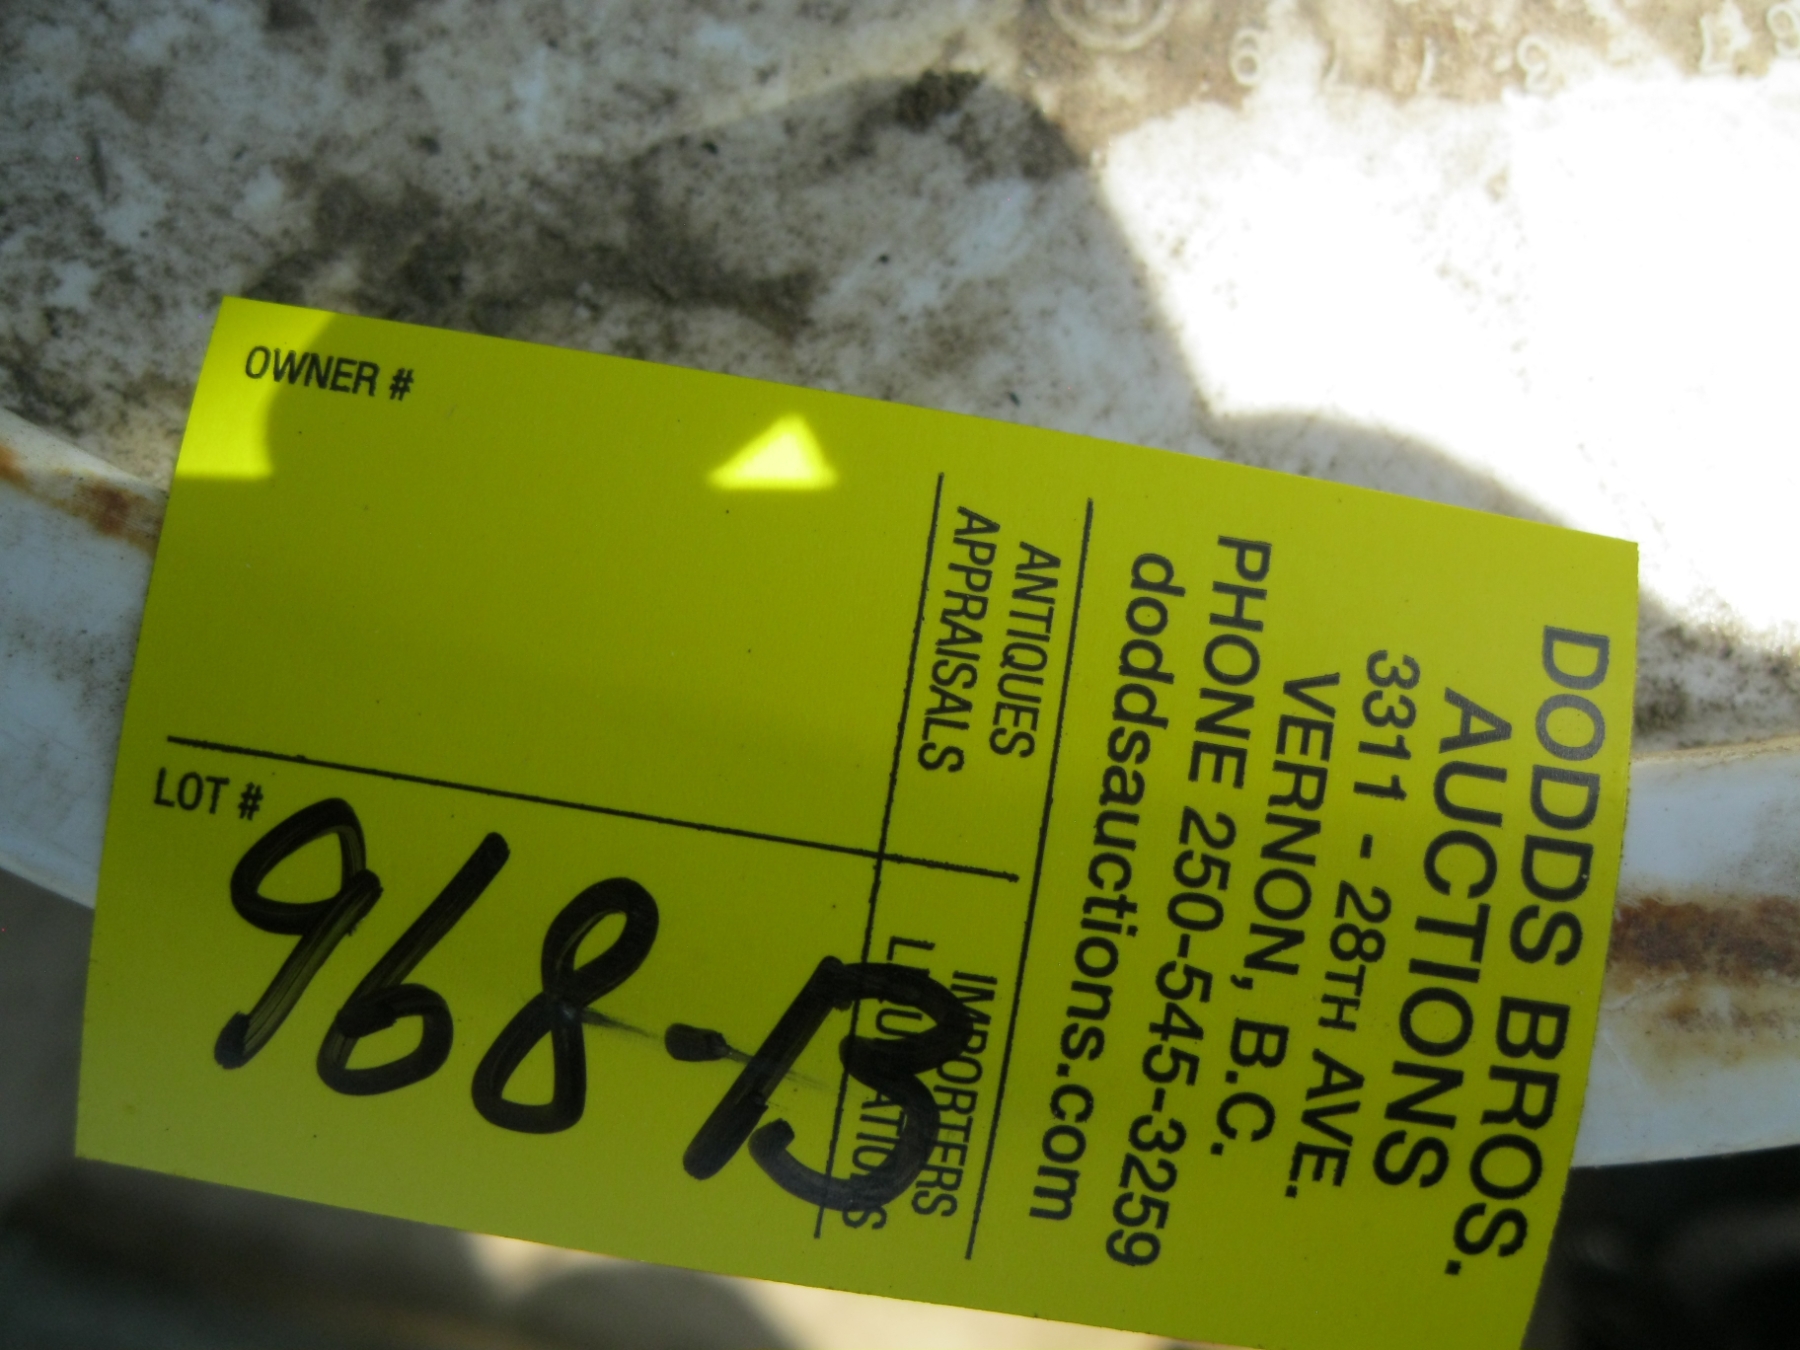 DODDS BROS.
AUCTIONS
3311 - 28TH AVE.
VERNON, B.C.
PHONE 250-545-3259
doddsauctions.com
ANTIQUES
APPRAISALS
IMPORTERS
LIQUIDATIONS
OWNER #
LOT # 968-B